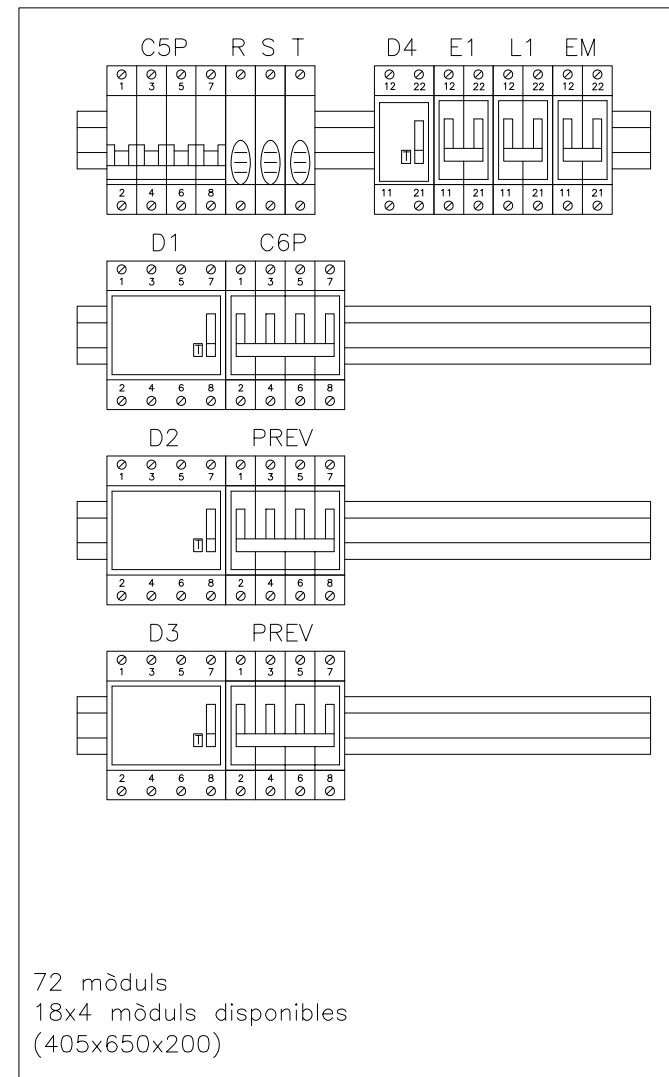 C5P R S T D4 E1 L1 EM
1 3 5 7 12 22 12 22 12 22 12 22
T
2 4 6 8 11 21 11 21 11 21 11 21
D1 C6P
1 3 5 7 1 3 5 7
T
2 4 6 8 2 4 6 8
D2 PREV
1 3 5 7 1 3 5 7
T
2 4 6 8 2 4 6 8
D3 PREV
1 3 5 7 1 3 5 7
T
2 4 6 8 2 4 6 8
72 mòduls
18x4 mòduls disponibles
(405x650x200)